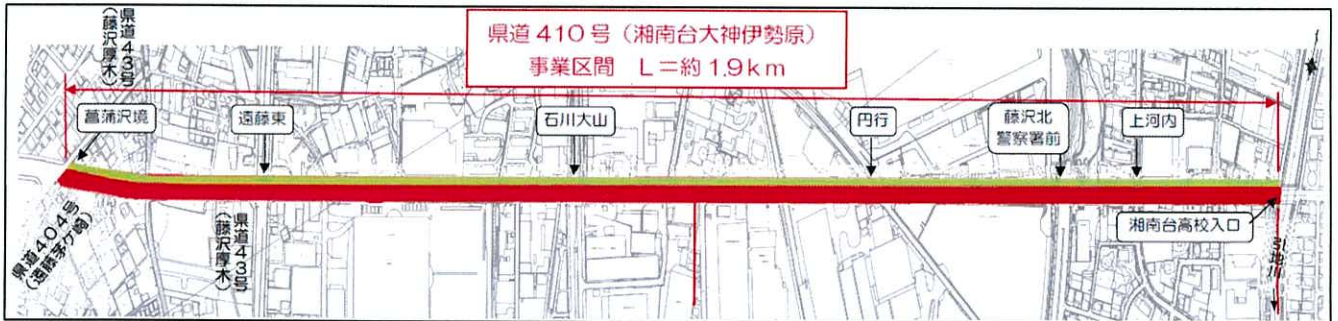 県道410号（湘南台大神伊勢原）
事業区間　L＝約1.9km
県道43号
（藤沢厚木）
菖蒲沢境
遠藤東
石川大山
円行
藤沢北
警察署前
上河内
湘南台高校入口
県道404号
（遠藤茅ケ崎）
県道43号
（藤沢厚木）
引地川